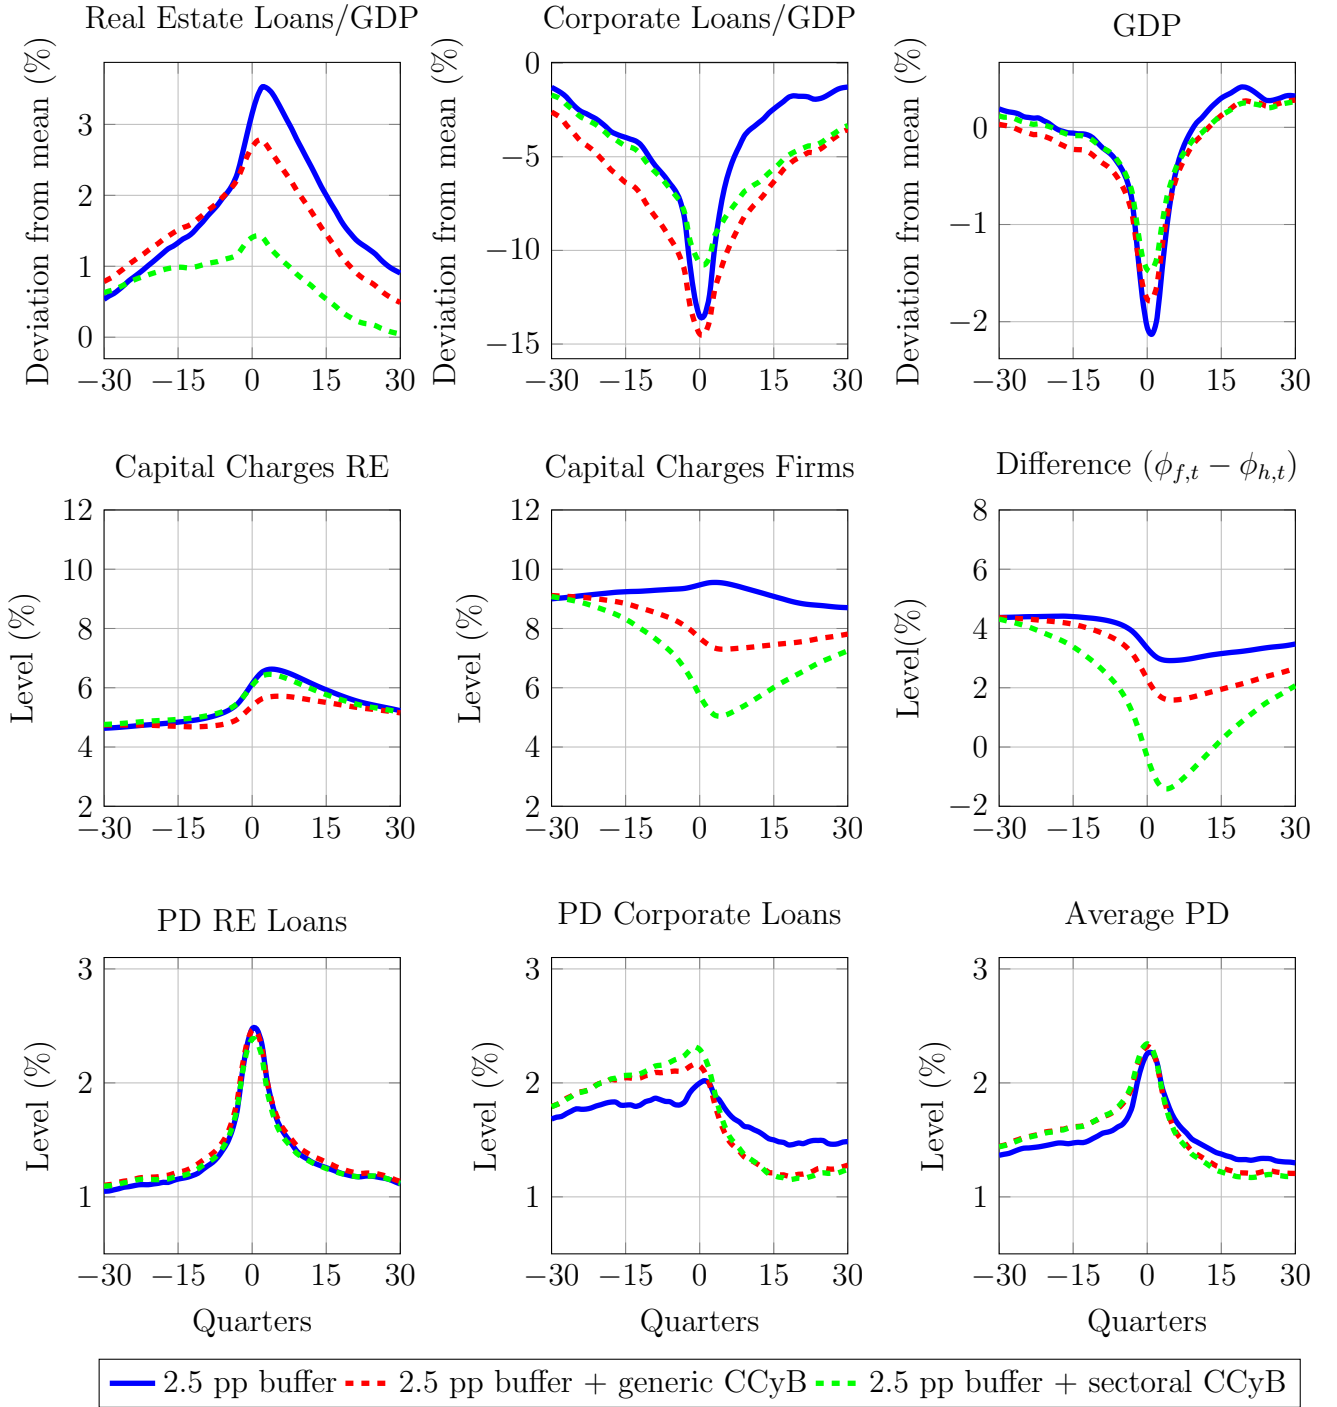 Real Estate Loans/GDP
Deviation from mean (%)
3
2
1
0
−30 −15 0 15 30
Corporate Loans/GDP
Deviation from mean (%)
0
−5
−10
−15
−30 −15 0 15 30
GDP
Deviation from mean (%)
0
−1
−2
−30 −15 0 15 30
Capital Charges RE
Level (%)
12
10
8
6
4
2
−30 −15 0 15 30
Capital Charges Firms
Level (%)
12
10
8
6
4
2
−30 −15 0 15 30
Difference (ϕf,t − ϕh,t)
Level(%)
8
6
4
2
0
−2
−30 −15 0 15 30
PD RE Loans
Level (%)
3
2
1
−30 −15 0 15 30
Quarters
PD Corporate Loans
Level (%)
3
2
1
−30 −15 0 15 30
Quarters
Average PD
Level (%)
3
2
1
−30 −15 0 15 30
Quarters
2.5 pp buffer 2.5 pp buffer + generic CCyB 2.5 pp buffer + sectoral CCyB